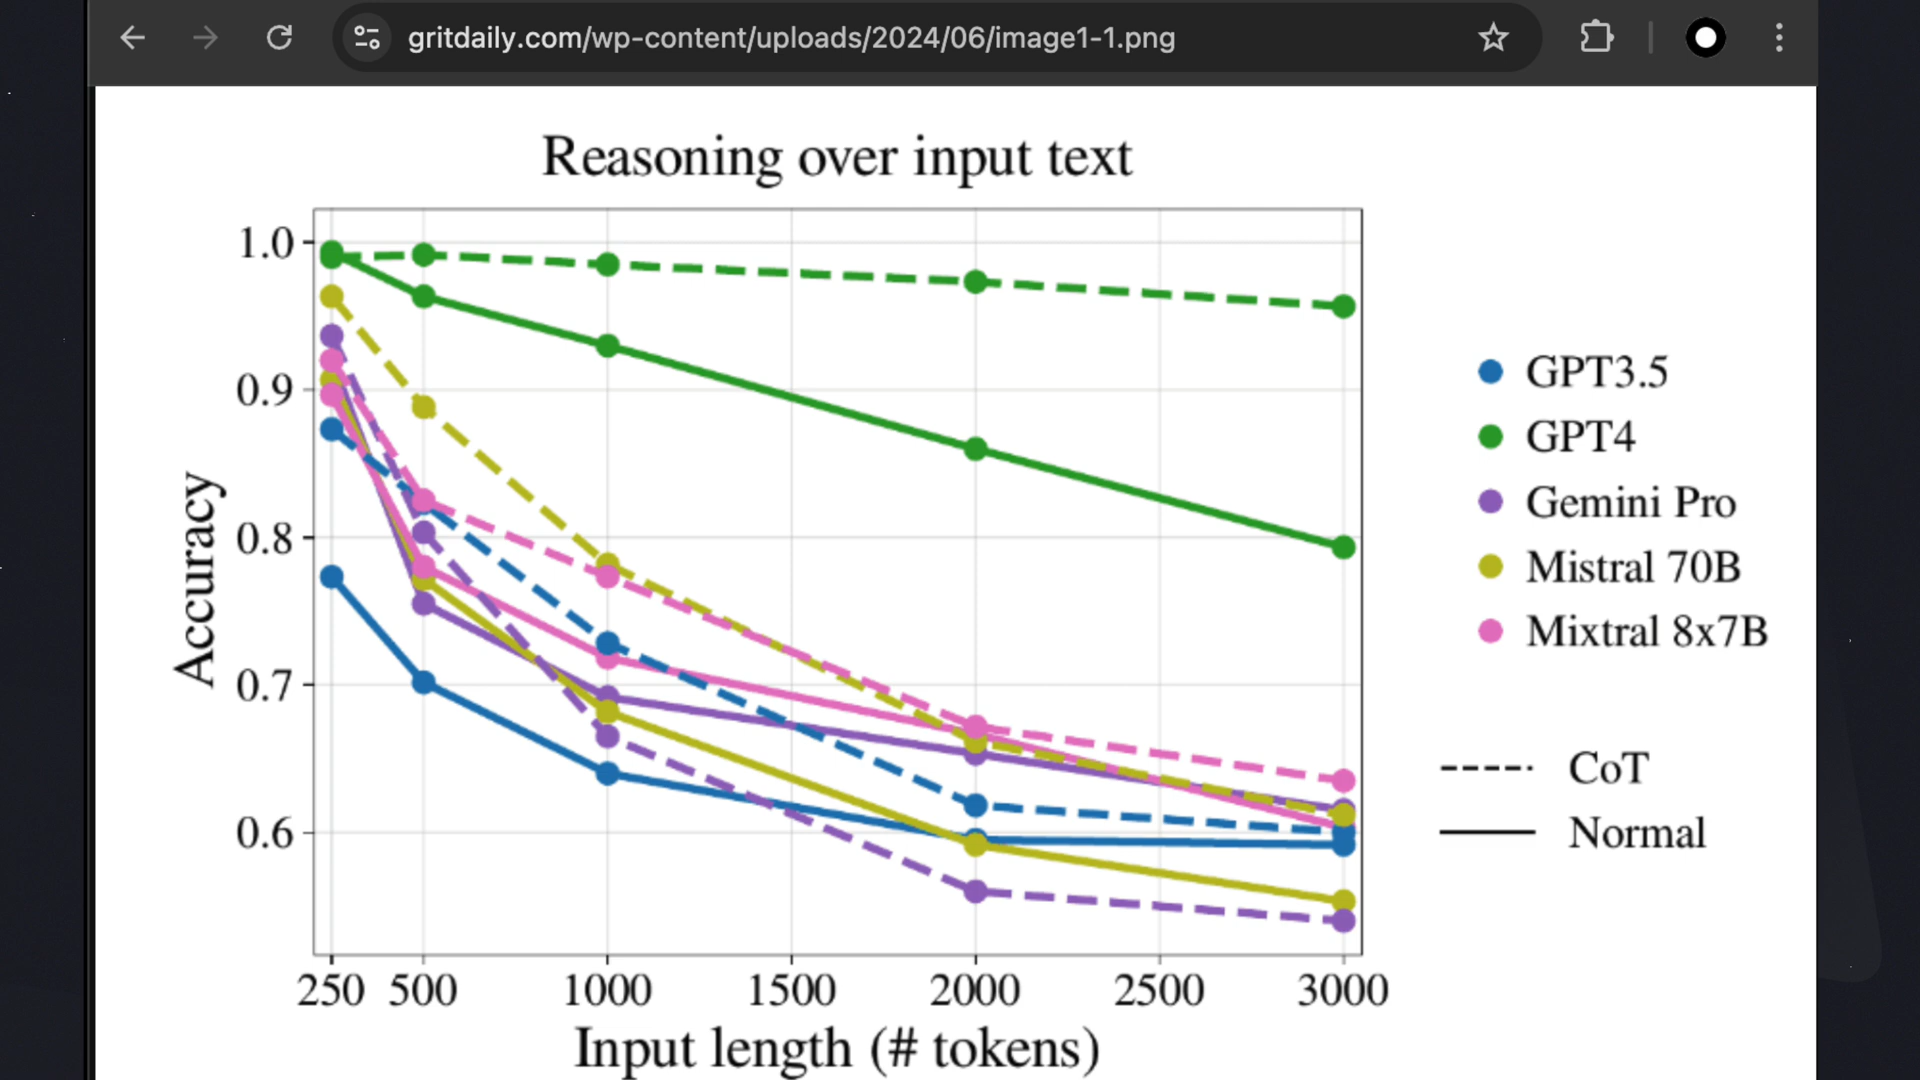 gritdaily.com/wp-content/uploads/2024/06/image1-1.png
Reasoning over input text
1.0
0.9
0.8
0.7
0.6
Accuracy
250 500 1000 1500 2000 2500 3000
Input length (# tokens)
GPT3.5
GPT4
Gemini Pro
Mistral 70B
Mixtral 8x7B
CoT
Normal